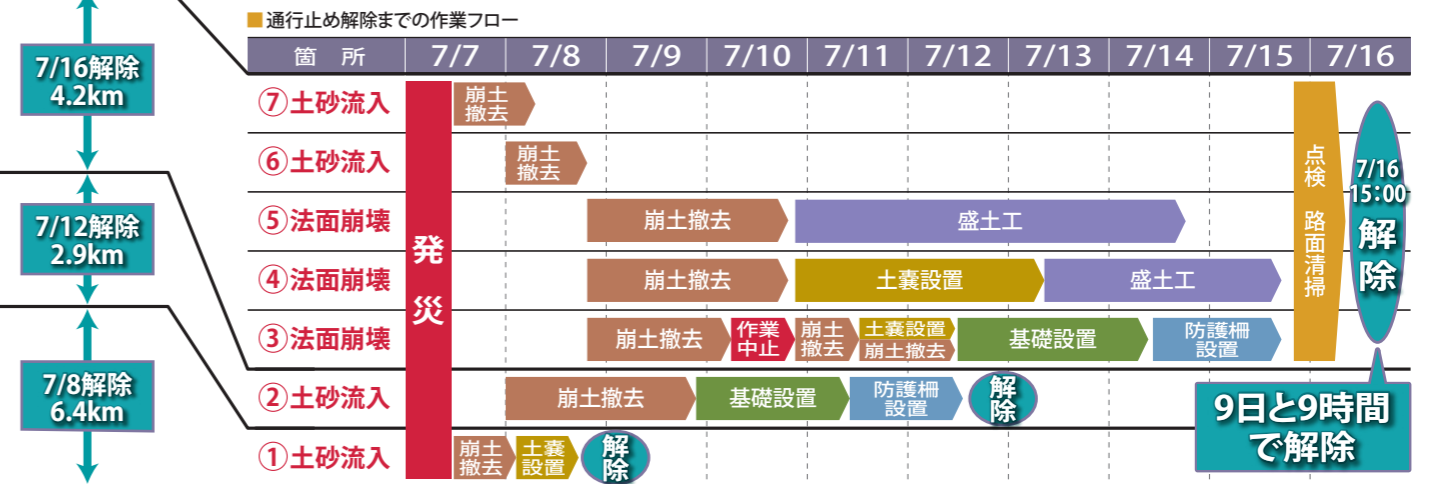 ■通行止め解除までの作業フロー
箇 所 7/7 7/8 7/9 7/10 7/11 7/12 7/13 7/14 7/15 7/16
7/16解除
4.2km
7/12解除
2.9km
7/8解除
6.4km
発災
⑦土砂流入
崩土
撤去
⑥土砂流入
崩土
撤去
⑤法面崩壊
崩土撤去
盛土工
④法面崩壊
崩土撤去
土嚢設置
盛土工
③法面崩壊
崩土撤去
作業
中止
崩土
撤去
土嚢設置
崩土撤去
基礎設置
防護柵
設置
②土砂流入
崩土撤去
基礎設置
防護柵
設置
解除
①土砂流入
崩土
撤去
土嚢
設置
解除
点検 路面清掃
7/16
15:00
解除
9日と9時間
で解除